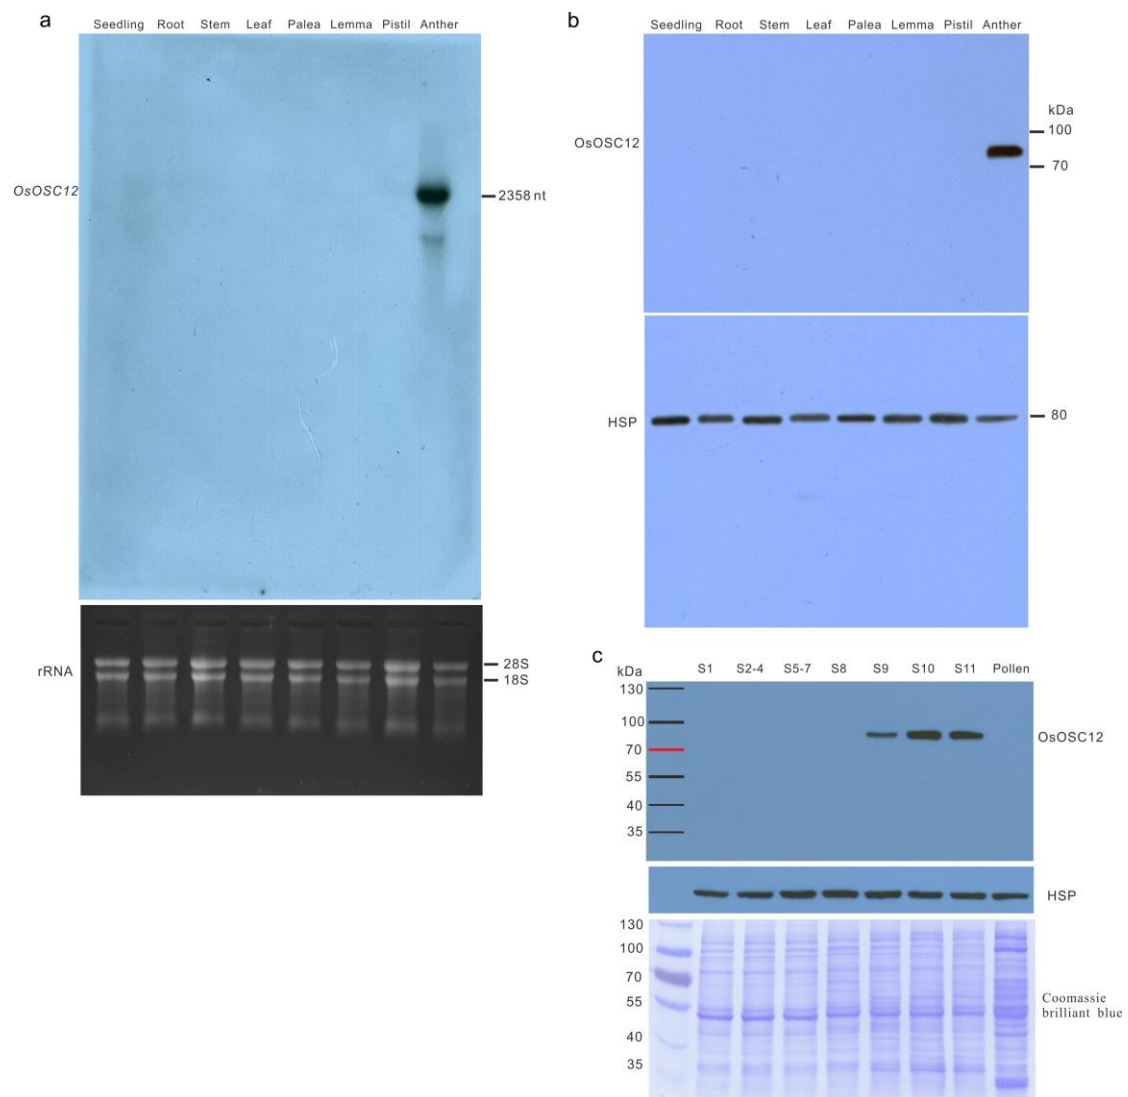 a
Seedling Root Stem Leaf Palea Lemma Pistil Anther
OsOSC12
2358 nt
rRNA
28S
18S
b
Seedling Root Stem Leaf Palea Lemma Pistil Anther
kDa
100
OsOSC12
70
HSP
80
c
kDa
S1 S2-4 S5-7 S8 S9 S10 S11 Pollen
130
100
OsOSC12
70
55
40
35
HSP
130
100
70
55
Coomassie
brilliant blue
40
35